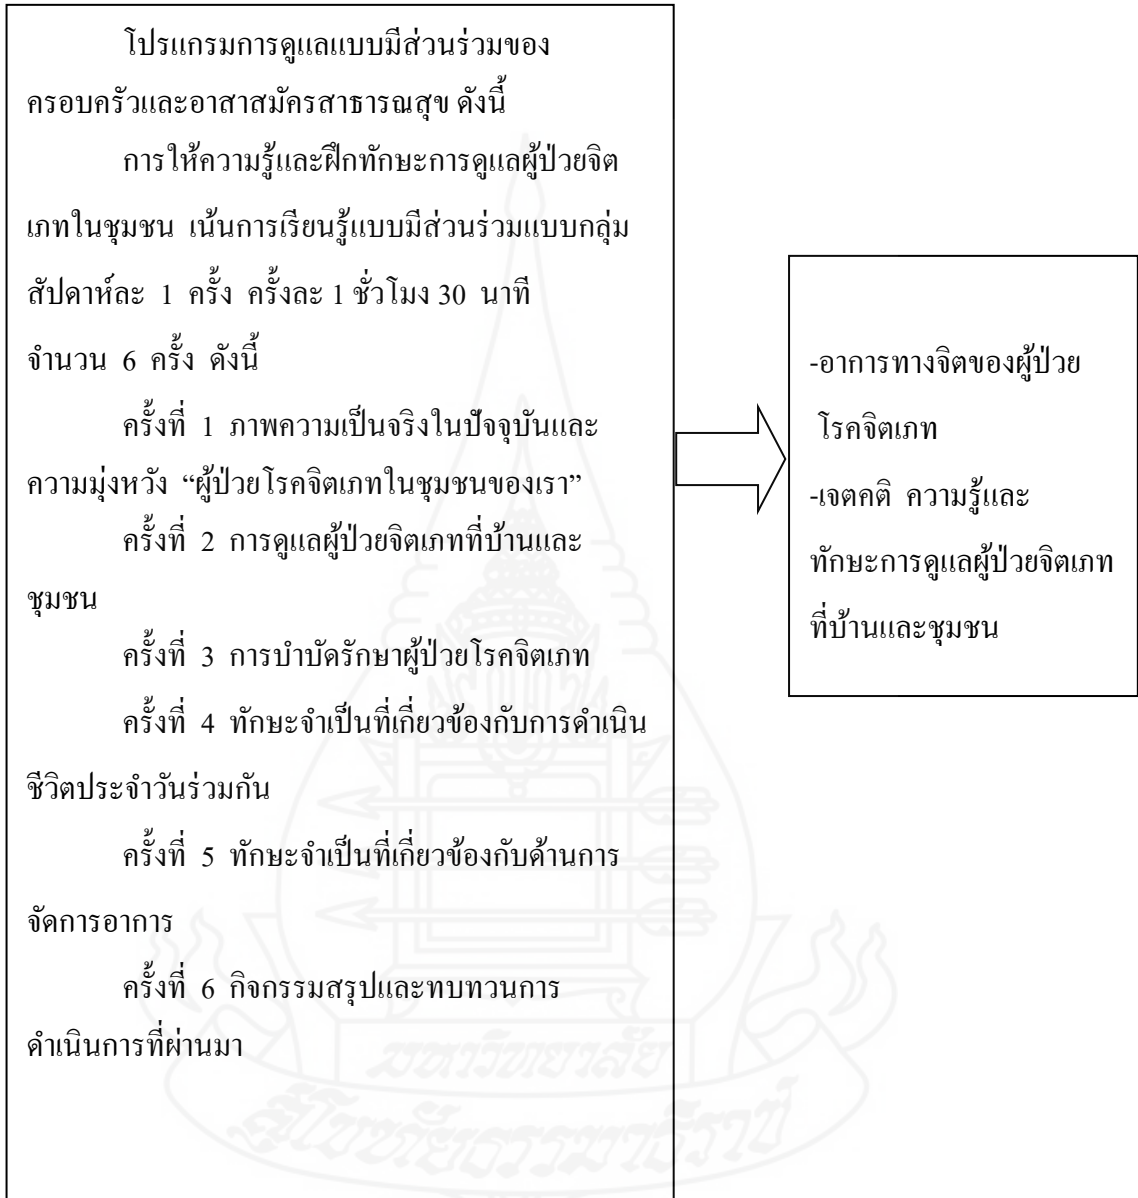 โปรแกรมการดูแลแบบมีส่วนร่วมของ
ครอบครัวและอาสาสมัครสาธารณสุข ดังนี้
การให้ความรู้และฝึกทักษะการดูแลผู้ป่วยจิต
เภทในชุมชน เน้นการเรียนรู้แบบมีส่วนร่วมแบบกลุ่ม
สัปดาห์ละ 1 ครั้ง ครั้งละ 1 ชั่วโมง 30 นาที
จำนวน 6 ครั้ง ดังนี้
ครั้งที่ 1 ภาพความเป็นจริงในปัจจุบันและ
ความมุ่งหวัง “ผู้ป่วยโรคจิตเภทในชุมชนของเรา”
ครั้งที่ 2 การดูแลผู้ป่วยจิตเภทที่บ้านและ
ชุมชน
ครั้งที่ 3 การบำบัดรักษาผู้ป่วยโรคจิตเภท
ครั้งที่ 4 ทักษะจำเป็นที่เกี่ยวข้องกับการดำเนิน
ชีวิตประจำวันร่วมกัน
ครั้งที่ 5 ทักษะจำเป็นที่เกี่ยวข้องกับด้านการ
จัดการอาการ
ครั้งที่ 6 กิจกรรมสรุปและทบทวนการ
ดำเนินการที่ผ่านมา
-อาการทางจิตของผู้ป่วย
โรคจิตเภท
-เจตคติ ความรู้และ
ทักษะการดูแลผู้ป่วยจิตเภท
ที่บ้านและชุมชน
มหาวิทยาลัย
สุโขทัยธรรมาธิราช